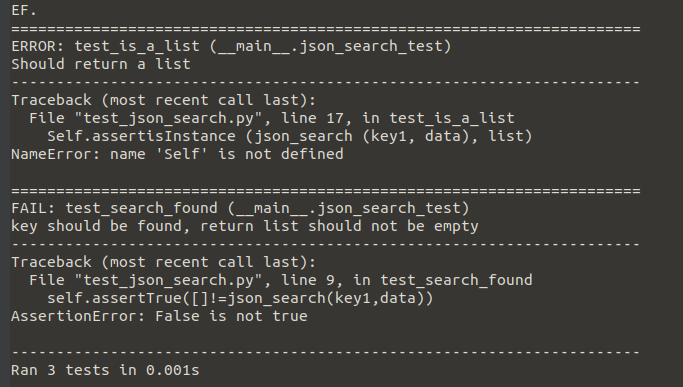 EF.
======================================================================
ERROR: test_is_a_list (__main__.json_search_test)
Should return a list
----------------------------------------------------------------------
Traceback (most recent call last):
  File "test_json_search.py", line 17, in test_is_a_list
    Self.assertisInstance (json_search (key1, data), list)
NameError: name 'Self' is not defined

======================================================================
FAIL: test_search_found (__main__.json_search_test)
key should be found, return list should not be empty
----------------------------------------------------------------------
Traceback (most recent call last):
  File "test_json_search.py", line 9, in test_search_found
    self.assertTrue([]!=json_search(key1,data))
AssertionError: False is not true

----------------------------------------------------------------------
Ran 3 tests in 0.001s